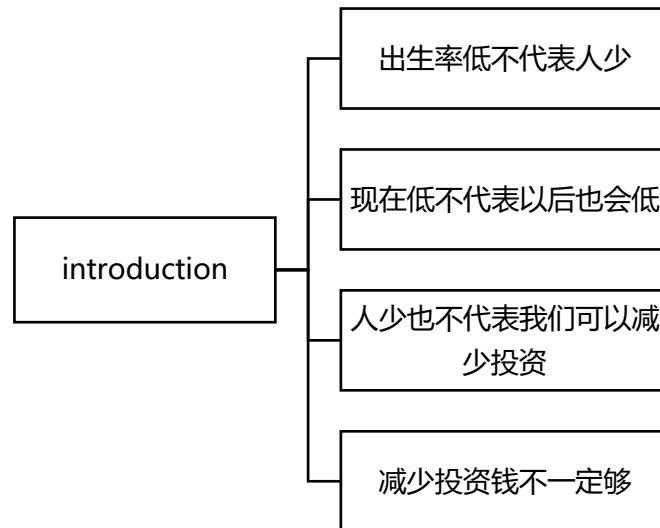 introduction
出生率低不代表人少
现在低不代表以后也会低
人少也不代表我们可以减
少投资
减少投资钱不一定够